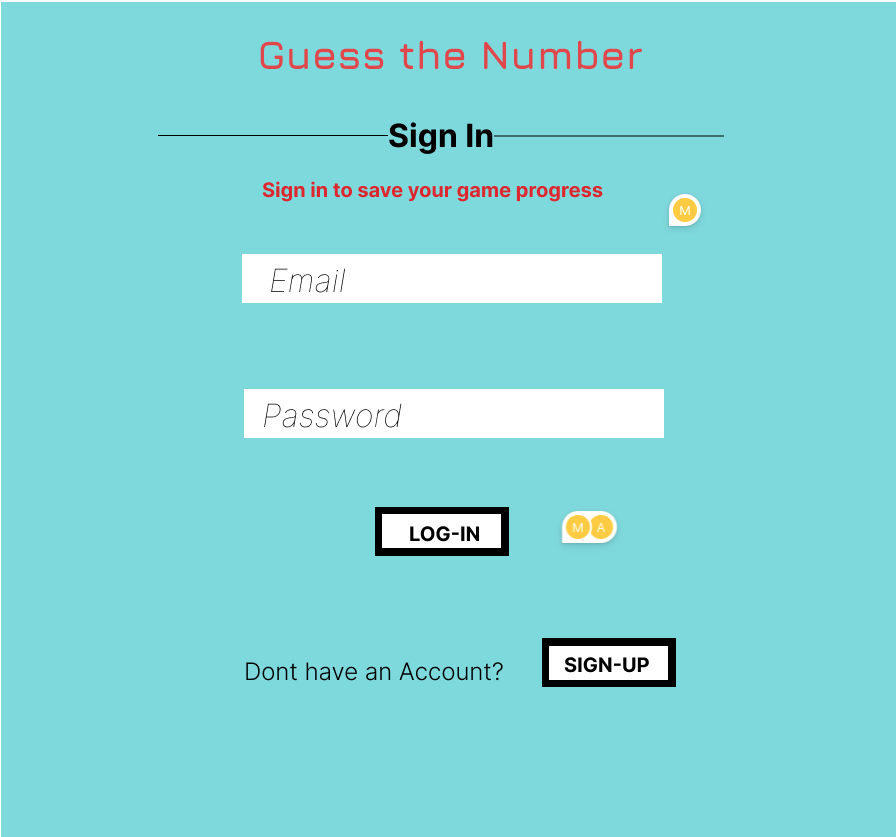 Guess the Number
Sign In
Sign in to save your game progress
M
Email
Password
LOG-IN
M A
Dont have an Account?
SIGN-UP